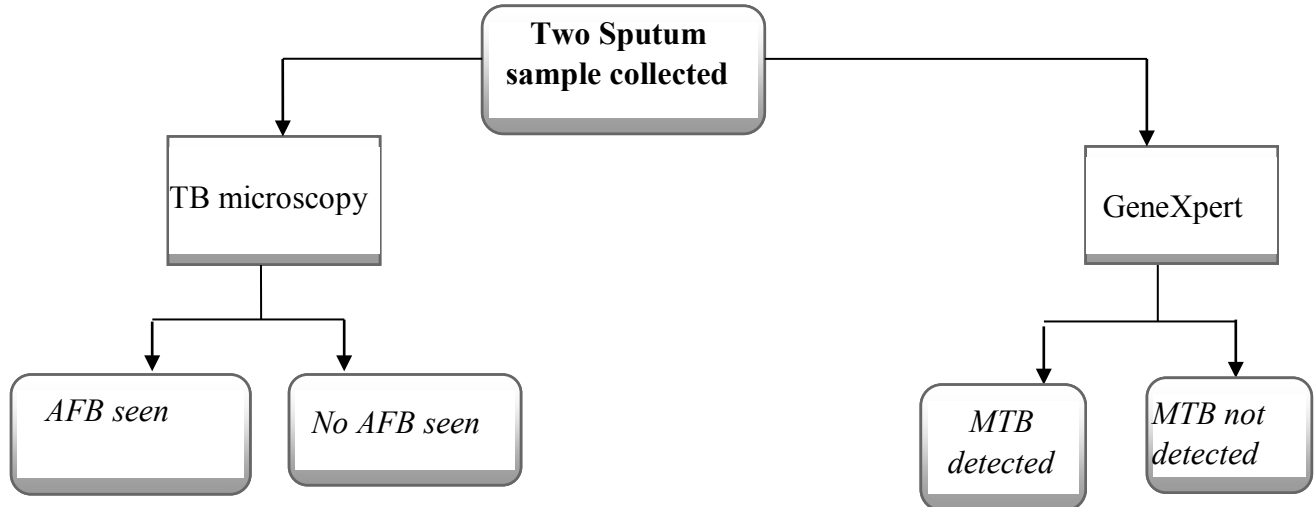 Two Sputum
sample collected
TB microscopy
GeneXpert
AFB seen
No AFB seen
MTB
detected
MTB not
detected